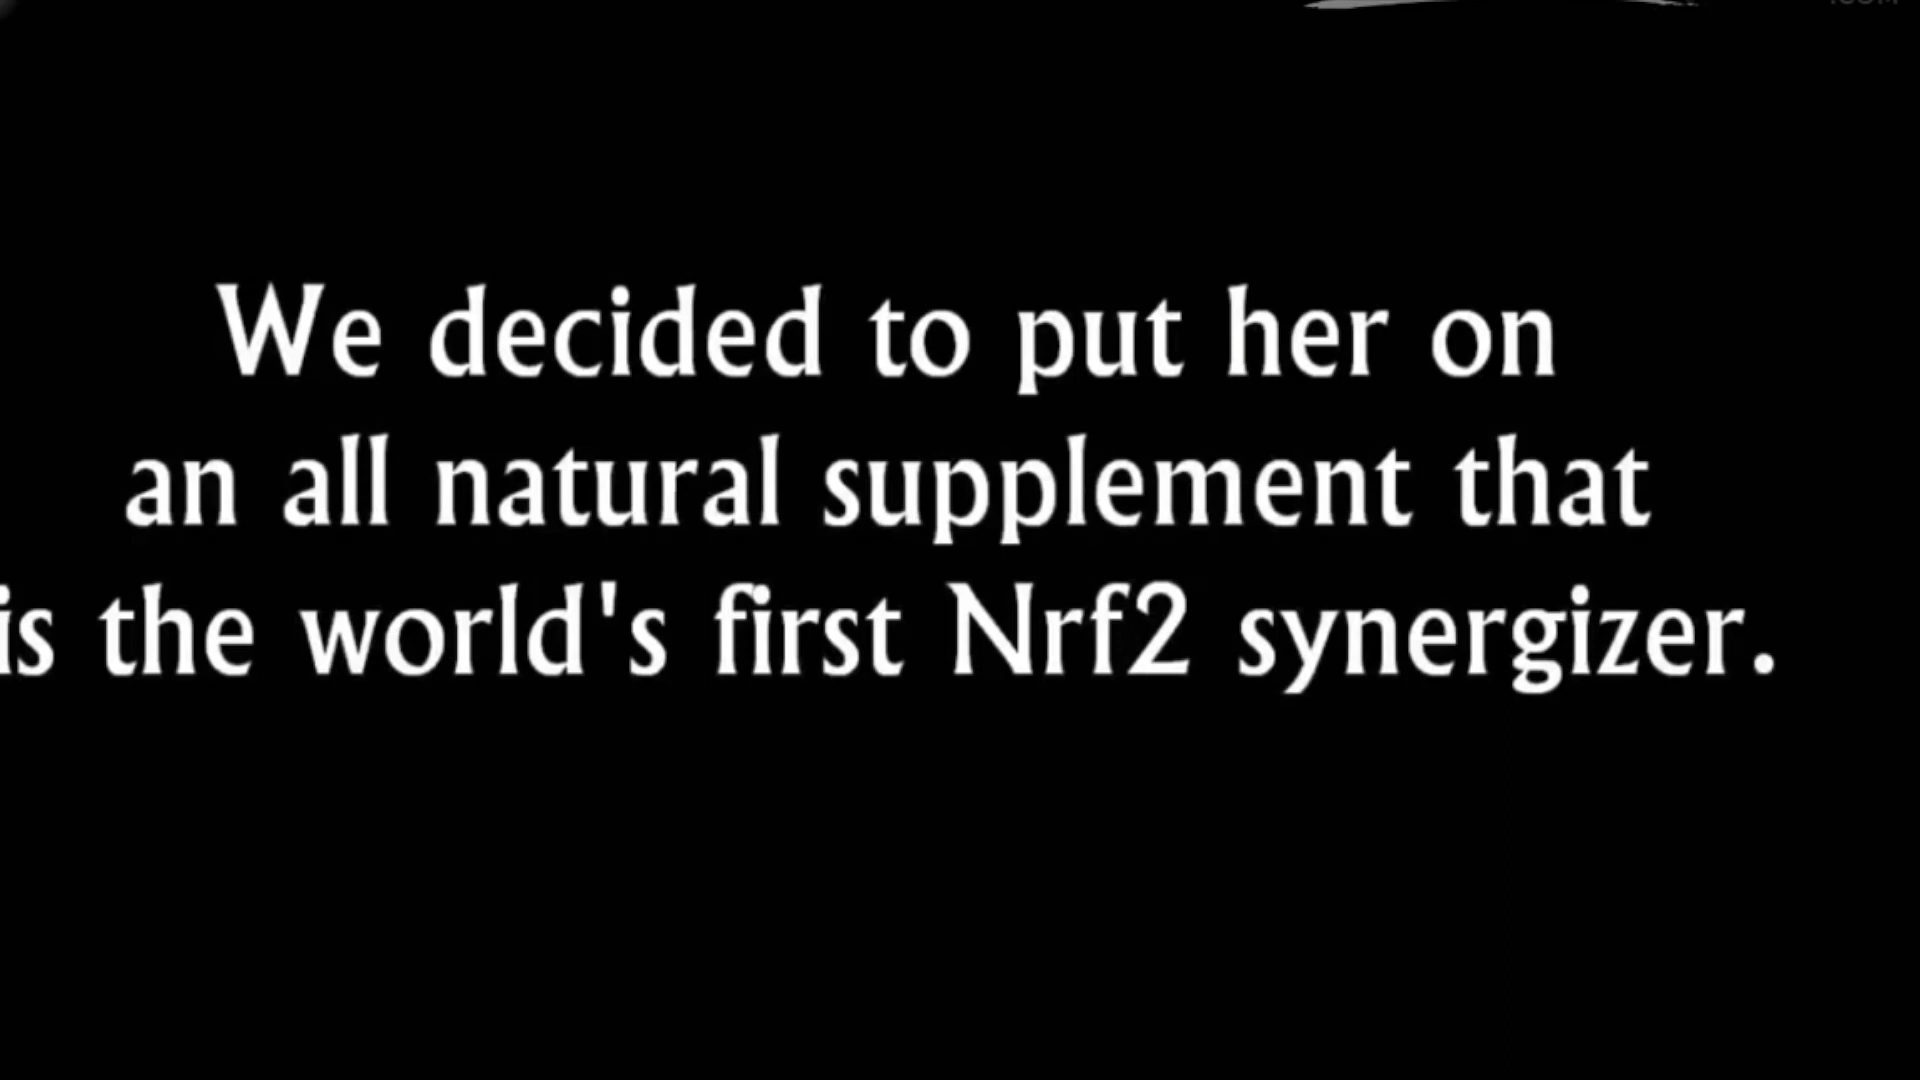 We decided to put her on
an all natural supplement that
is the world's first Nrf2 synergizer.